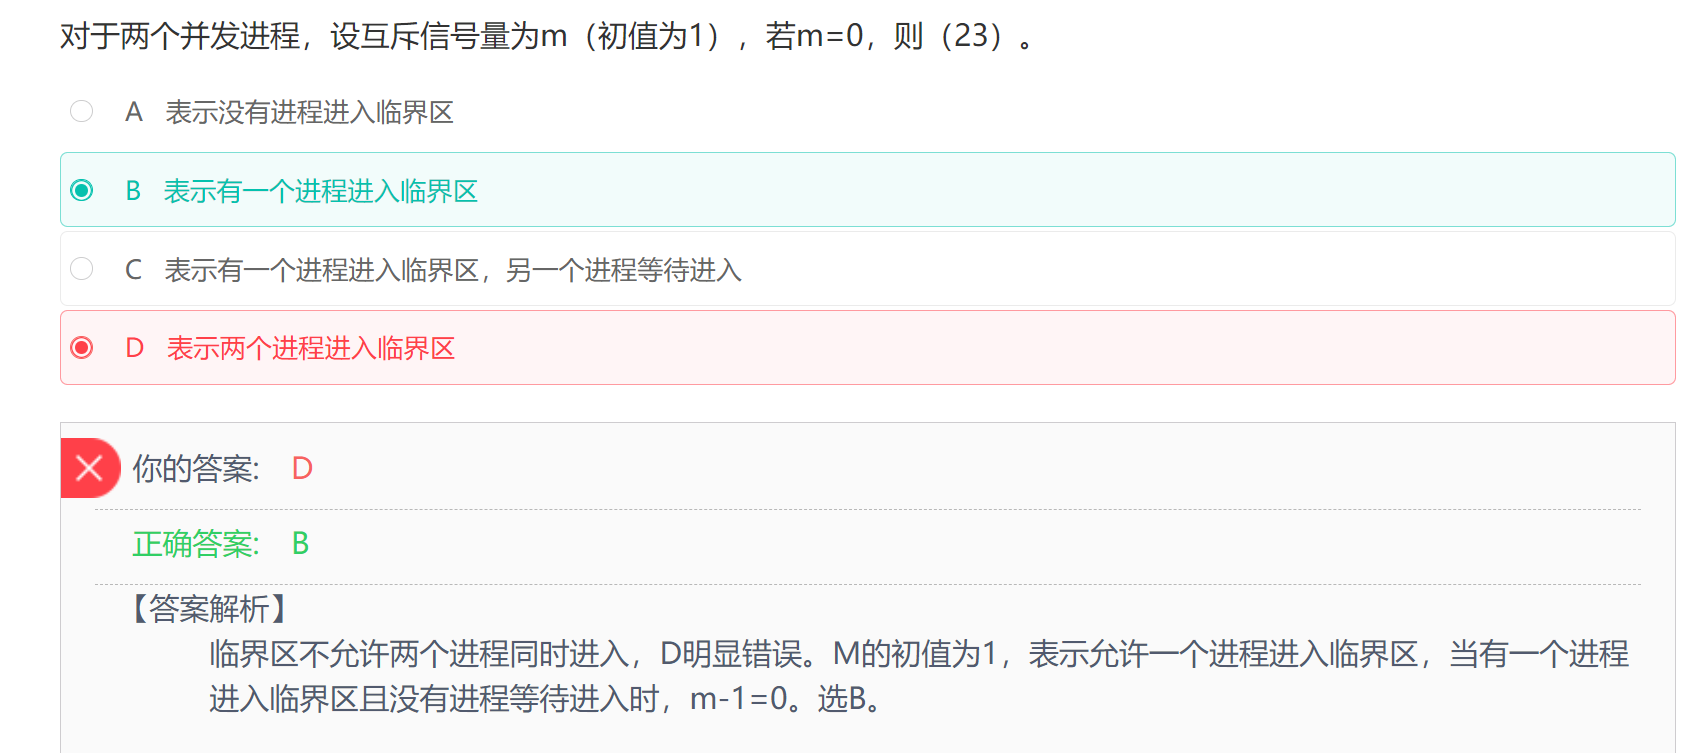 对于两个并发进程，设互斥信号量为m（初值为1），若m=0，则（23）。
A 表示没有进程进入临界区
B 表示有一个进程进入临界区
C 表示有一个进程进入临界区，另一个进程等待进入
D 表示两个进程进入临界区
你的答案: D
正确答案: B
【答案解析】
临界区不允许两个进程同时进入，D明显错误。M的初值为1，表示允许一个进程进入临界区，当有一个进程
进入临界区且没有进程等待进入时，m-1=0。选B。